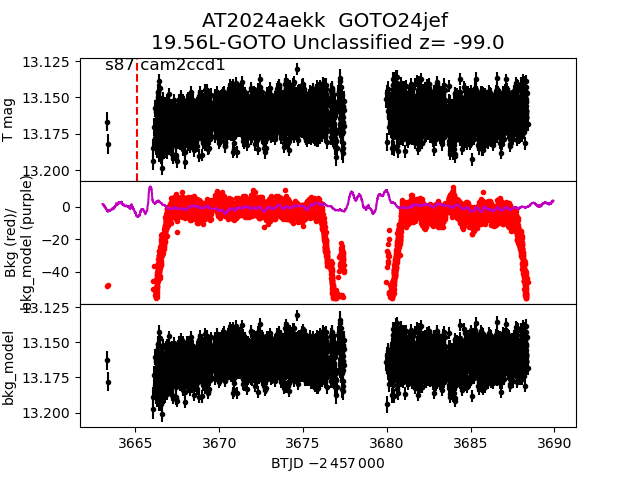 AT2024aekk  GOTO24jef
19.56L-GOTO Unclassified z= -99.0
s87 cam2ccd1
13.125
13.150
13.175
13.200
T mag
0
−20
−40
Bkg (red)/
bkg_model (purple)
13.125
13.150
13.175
13.200
bkg_model
3665 3670 3675 3680 3685 3690
BTJD −2 457 000